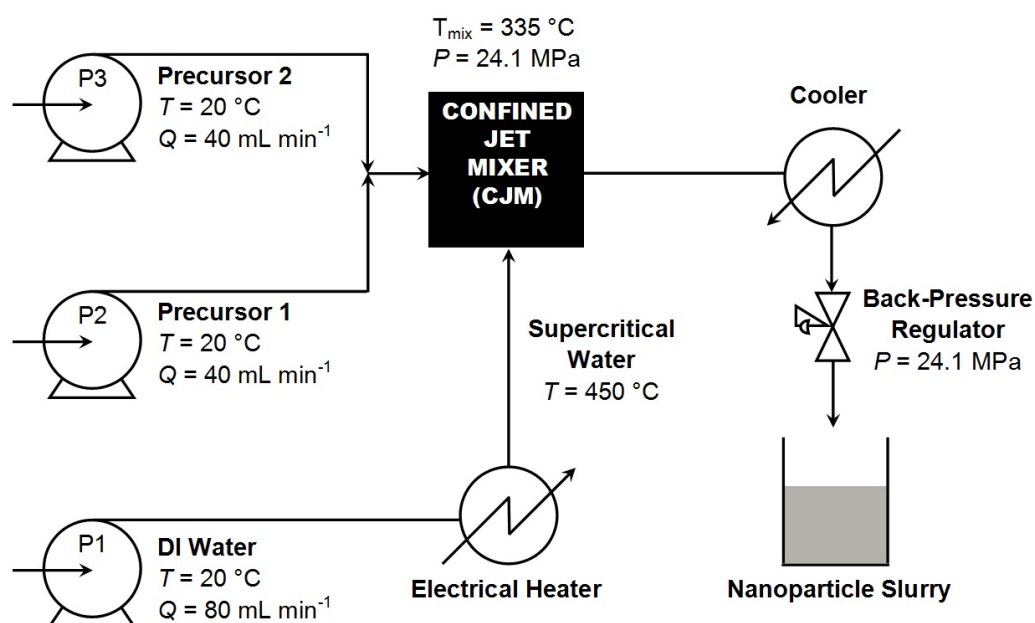 T_mix = 335 °C
P = 24.1 MPa
P3
Precursor 2
T = 20 °C
Q = 40 mL min⁻¹
CONFINED
JET
MIXER
(CJM)
Cooler
P2
Precursor 1
T = 20 °C
Q = 40 mL min⁻¹
Supercritical
Water
T = 450 °C
Back-Pressure
Regulator
P = 24.1 MPa
P1
DI Water
T = 20 °C
Q = 80 mL min⁻¹
Electrical Heater
Nanoparticle Slurry